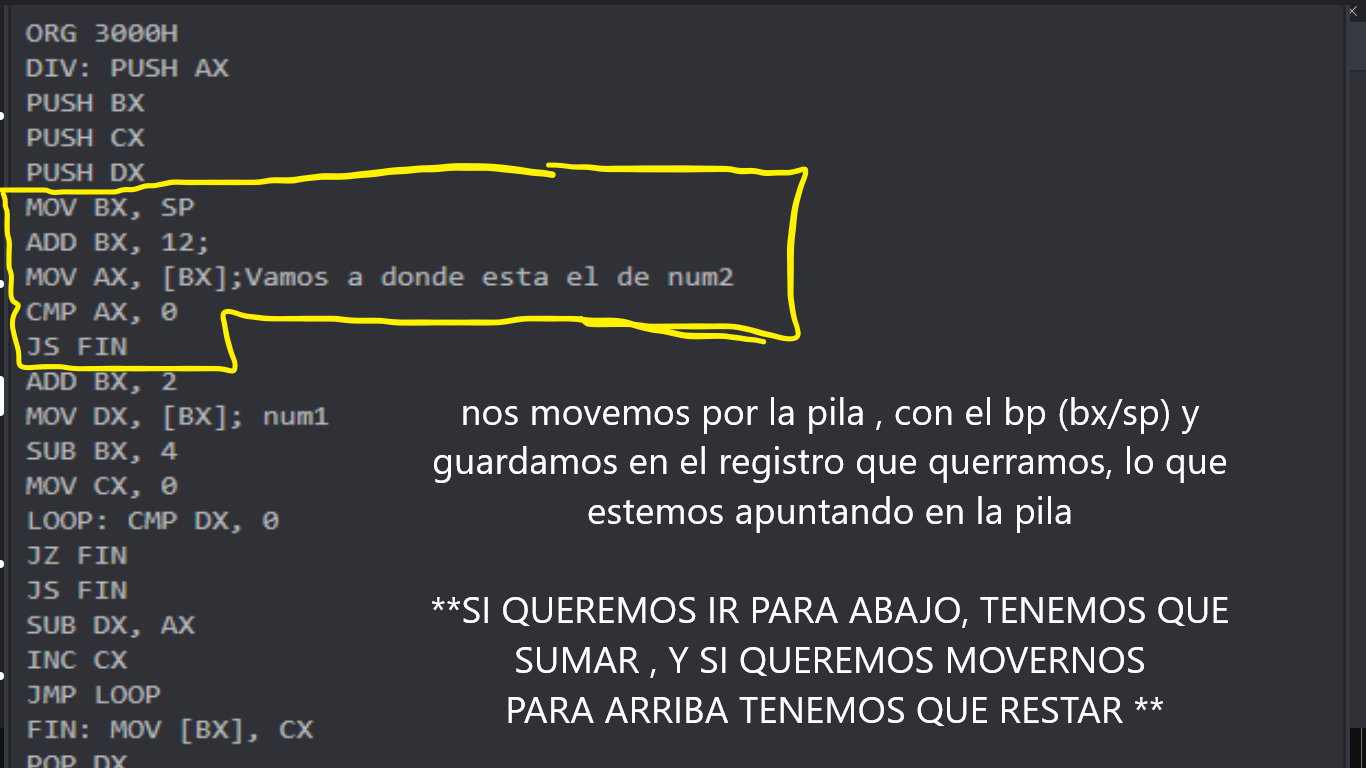 ORG 3000H
DIV: PUSH AX
PUSH BX
PUSH CX
PUSH DX
MOV BX, SP
ADD BX, 12;
MOV AX, [BX];Vamos a donde esta el de num2
CMP AX, 0
JS FIN
ADD BX, 2
MOV DX, [BX]; num1
SUB BX, 4
MOV CX, 0
LOOP: CMP DX, 0
JZ FIN
JS FIN
SUB DX, AX
INC CX
JMP LOOP
FIN: MOV [BX], CX
POP DX
nos movemos por la pila , con el bp (bx/sp) y
guardamos en el registro que querramos, lo que
estemos apuntando en la pila
**SI QUEREMOS IR PARA ABAJO, TENEMOS QUE
SUMAR , Y SI QUEREMOS MOVERNOS
PARA ARRIBA TENEMOS QUE RESTAR **